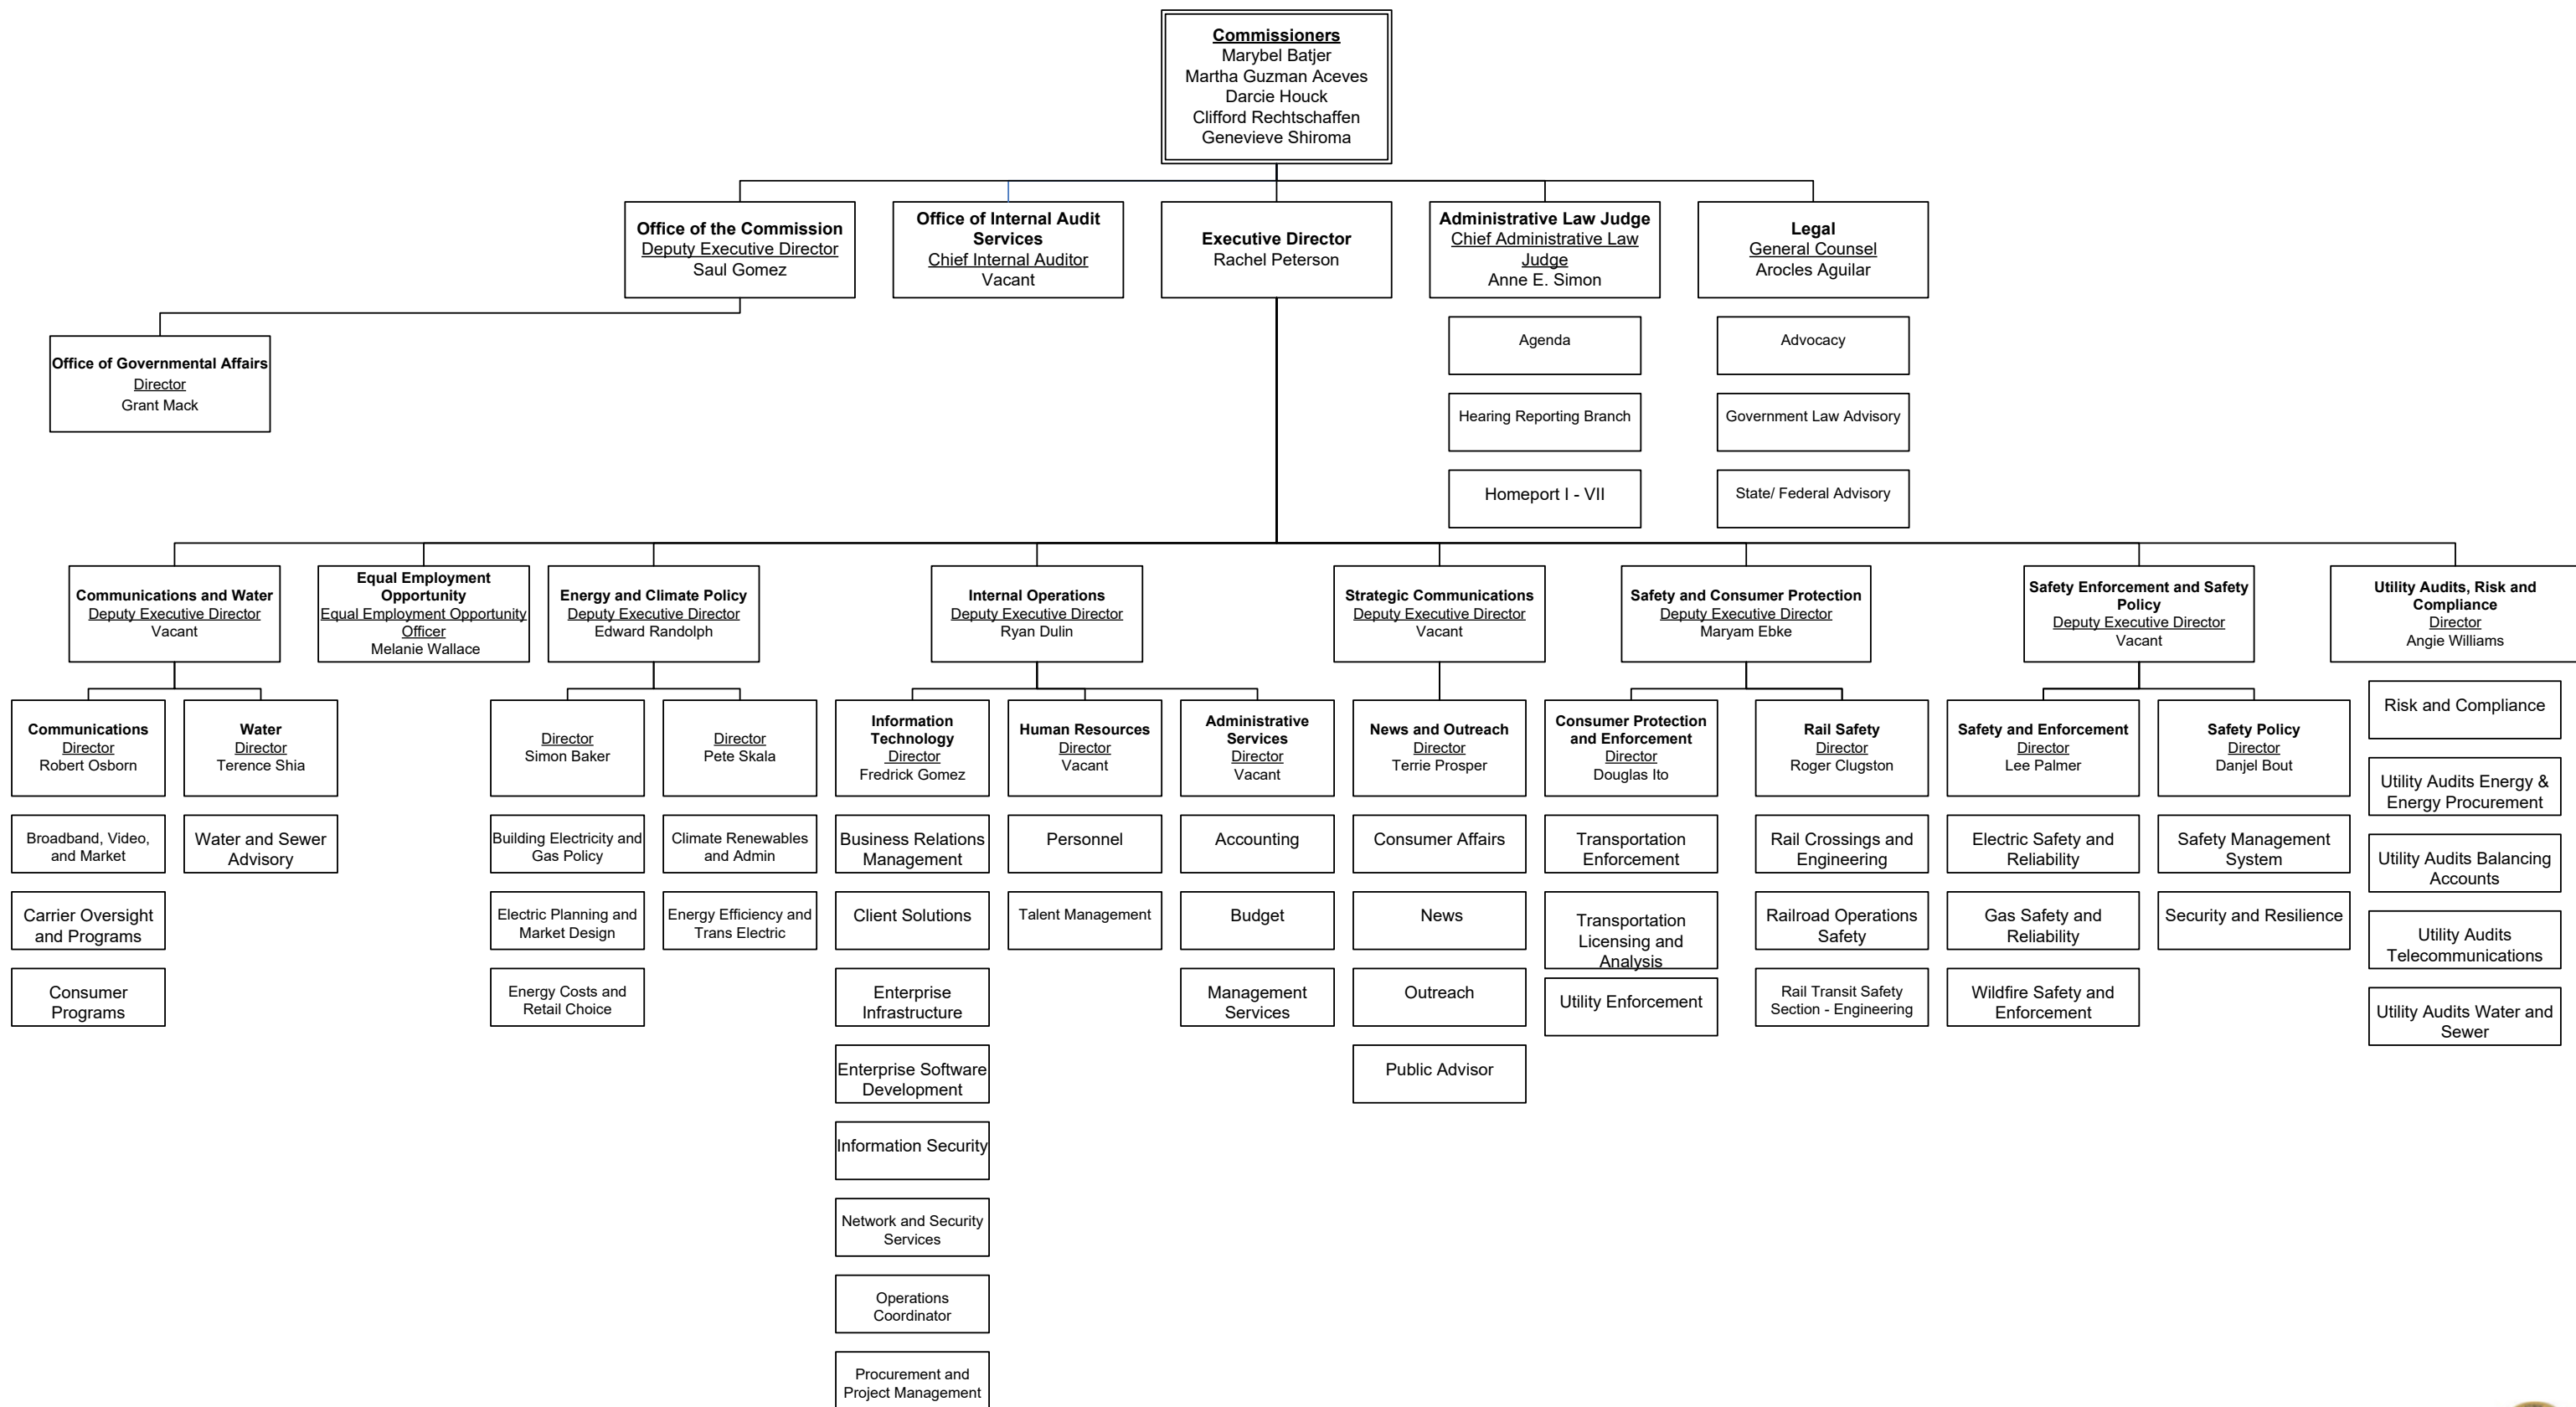 Commissioners
Marybel Batjer
Martha Guzman Aceves
Darcie Houck
Clifford Rechtschaffen
Genevieve Shiroma
Office of the Commission
Deputy Executive Director
Saul Gomez
Office of Internal Audit
Services
Chief Internal Auditor
Vacant
Executive Director
Rachel Peterson
Administrative Law Judge
Chief Administrative Law
Judge
Anne E. Simon
Legal
General Counsel
Arocles Aguilar
Office of Governmental Affairs
Director
Grant Mack
Agenda
Hearing Reporting Branch
Homeport I - VII
Advocacy
Government Law Advisory
State/ Federal Advisory
Communications and Water
Deputy Executive Director
Vacant
Equal Employment
Opportunity
Equal Employment Opportunity
Officer
Melanie Wallace
Energy and Climate Policy
Deputy Executive Director
Edward Randolph
Internal Operations
Deputy Executive Director
Ryan Dulin
Strategic Communications
Deputy Executive Director
Vacant
Safety and Consumer Protection
Deputy Executive Director
Maryam Ebke
Safety Enforcement and Safety
Policy
Deputy Executive Director
Vacant
Utility Audits, Risk and
Compliance
Director
Angie Williams
Communications
Director
Robert Osborn
Broadband, Video,
and Market
Carrier Oversight
and Programs
Consumer
Programs
Water
Director
Terence Shia
Water and Sewer
Advisory
Director
Simon Baker
Building Electricity and
Gas Policy
Electric Planning and
Market Design
Energy Costs and
Retail Choice
Director
Pete Skala
Climate Renewables
and Admin
Energy Efficiency and
Trans Electric
Information
Technology
Director
Fredrick Gomez
Business Relations
Management
Client Solutions
Enterprise
Infrastructure
Enterprise Software
Development
Information Security
Network and Security
Services
Operations
Coordinator
Procurement and
Project Management
Human Resources
Director
Vacant
Personnel
Talent Management
Administrative
Services
Director
Vacant
Accounting
Budget
Management
Services
News and Outreach
Director
Terrie Prosper
Consumer Affairs
News
Outreach
Public Advisor
Consumer Protection
and Enforcement
Director
Douglas Ito
Transportation
Enforcement
Transportation
Licensing and
Analysis
Utility Enforcement
Rail Safety
Director
Roger Clugston
Rail Crossings and
Engineering
Railroad Operations
Safety
Rail Transit Safety
Section - Engineering
Safety and Enforcement
Director
Lee Palmer
Electric Safety and
Reliability
Gas Safety and
Reliability
Wildfire Safety and
Enforcement
Safety Policy
Director
Danjel Bout
Safety Management
System
Security and Resilience
Risk and Compliance
Utility Audits Energy &
Energy Procurement
Utility Audits Balancing
Accounts
Utility Audits
Telecommunications
Utility Audits Water and
Sewer